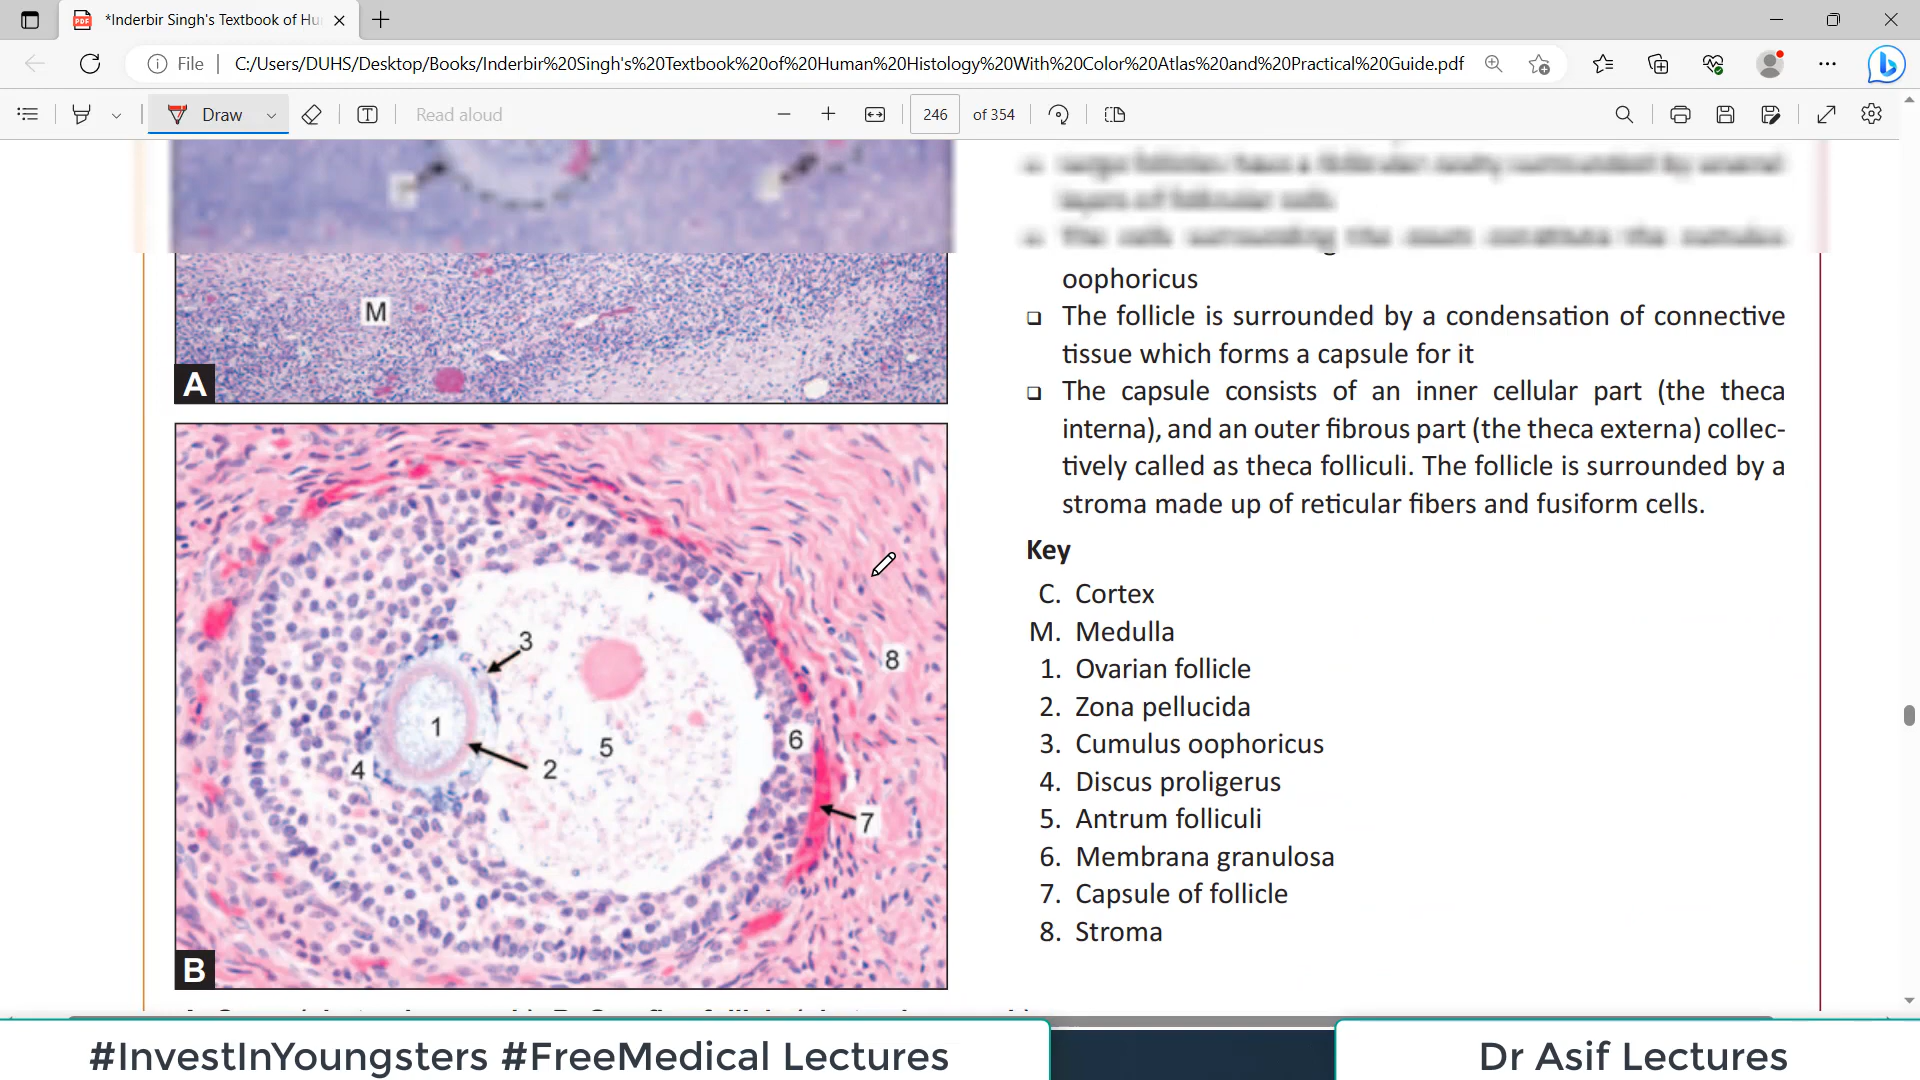 *Inderbir Singh's Textbook of Hu
File
C:/Users/DUHS/Desktop/Books/Inderbir%20Singh's%20Textbook%20of%20Human%20Histology%20With%20Color%20Atlas%20and%20Practical%20Guide.pdf
Draw
Read aloud
246 of 354
M
A
3
8
1
5
6
4
2
7
B
oophoricus
❑ The follicle is surrounded by a condensation of connective
tissue which forms a capsule for it
❑ The capsule consists of an inner cellular part (the theca
interna), and an outer fibrous part (the theca externa) collec-
tively called as theca folliculi. The follicle is surrounded by a
stroma made up of reticular fibers and fusiform cells.
Key
C. Cortex
M. Medulla
1. Ovarian follicle
2. Zona pellucida
3. Cumulus oophoricus
4. Discus proligerus
5. Antrum folliculi
6. Membrana granulosa
7. Capsule of follicle
8. Stroma
#InvestInYoungsters #FreeMedical Lectures
Dr Asif Lectures